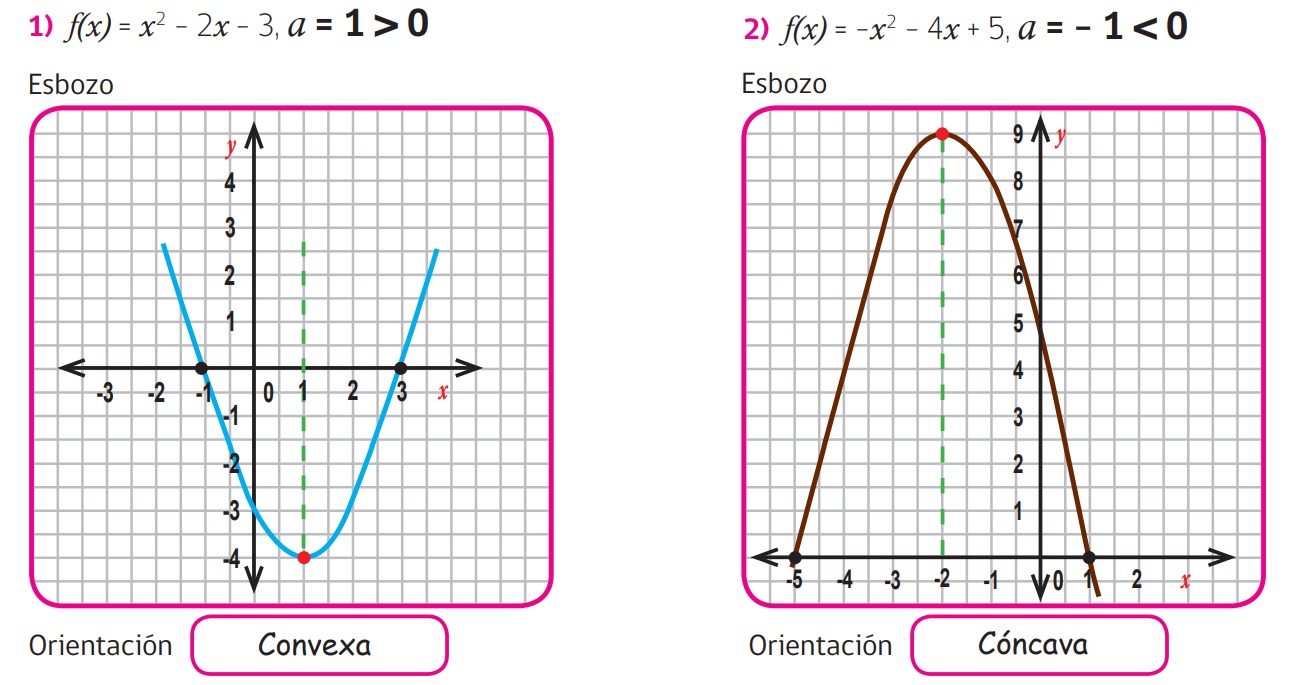 1) f(x) = x² – 2x – 3, a = 1 > 0
Esbozo
y
4
3
2
1
-3 -2 -1 0 1 2 3 x
-1
-2
-3
-4
Orientación Convexa
2) f(x) = –x² – 4x + 5, a = – 1 < 0
Esbozo
9 y
8
7
6
5
4
3
2
1
-5 -4 -3 -2 -1 0 1 2 x
Orientación Cóncava